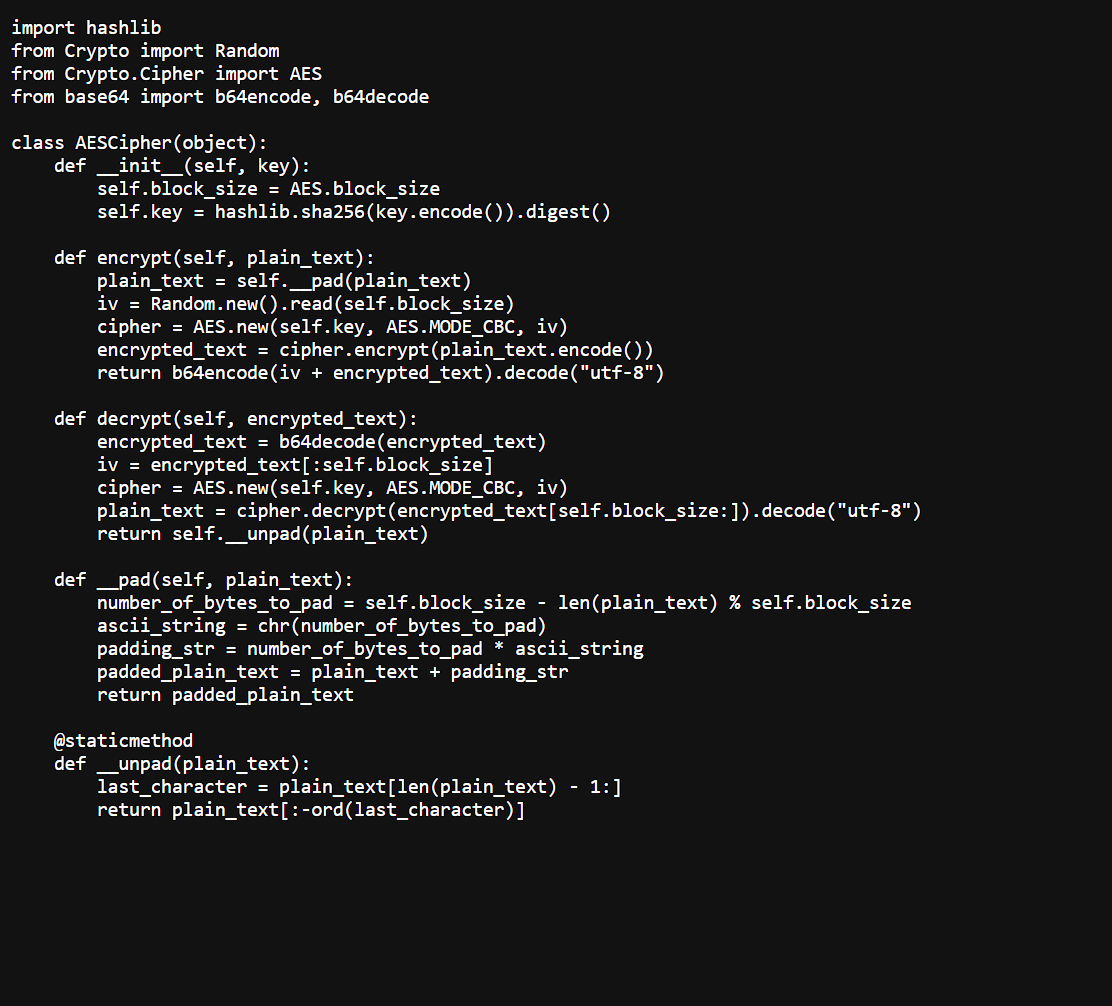 import hashlib
from Crypto import Random
from Crypto.Cipher import AES
from base64 import b64encode, b64decode

class AESCipher(object):
    def __init__(self, key):
        self.block_size = AES.block_size
        self.key = hashlib.sha256(key.encode()).digest()

    def encrypt(self, plain_text):
        plain_text = self.__pad(plain_text)
        iv = Random.new().read(self.block_size)
        cipher = AES.new(self.key, AES.MODE_CBC, iv)
        encrypted_text = cipher.encrypt(plain_text.encode())
        return b64encode(iv + encrypted_text).decode("utf-8")

    def decrypt(self, encrypted_text):
        encrypted_text = b64decode(encrypted_text)
        iv = encrypted_text[:self.block_size]
        cipher = AES.new(self.key, AES.MODE_CBC, iv)
        plain_text = cipher.decrypt(encrypted_text[self.block_size:]).decode("utf-8")
        return self.__unpad(plain_text)

    def __pad(self, plain_text):
        number_of_bytes_to_pad = self.block_size - len(plain_text) % self.block_size
        ascii_string = chr(number_of_bytes_to_pad)
        padding_str = number_of_bytes_to_pad * ascii_string
        padded_plain_text = plain_text + padding_str
        return padded_plain_text

    @staticmethod
    def __unpad(plain_text):
        last_character = plain_text[len(plain_text) - 1:]
        return plain_text[:-ord(last_character)]